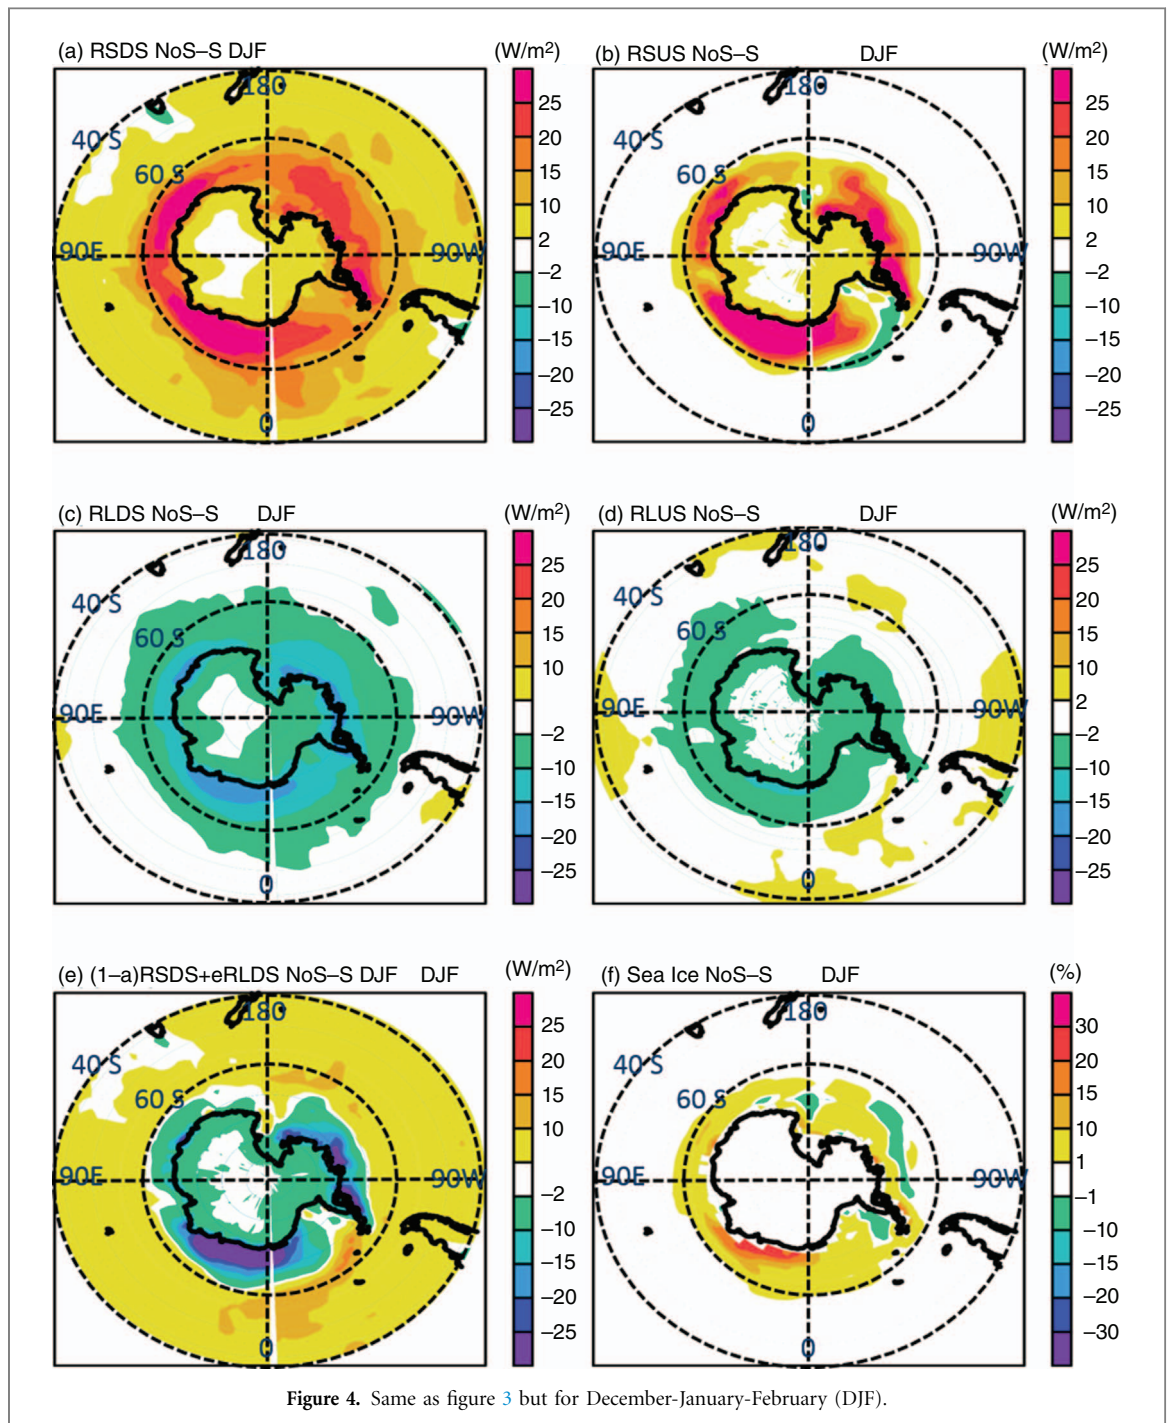 (a) RSDS NoS–S DJF (W/m2) (b) RSUS NoS–S DJF (W/m2)
180 180
25 25
40 S 20 40 S 20
60 S 15 60 S 15
10 10
90E 90W 2 90E 90W 2
–2 –2
–10 –10
–15 –15
–20 –20
0 –25 0 –25
(c) RLDS NoS–S DJF (W/m2) (d) RLUS NoS–S DJF (W/m2)
180 180
25 25
40 S 20 40 S 20
60 S 15 60 S 15
10 10
90E 90W 2 90E 90W 2
–2 –2
–10 –10
–15 –15
–20 –20
0 –25 0 –25
(e) (1–a)RSDS+eRLDS NoS–S DJF DJF (W/m2) (f) Sea Ice NoS–S DJF (%)
180 180
25 30
40 S 20 40 S 20
60 S 15 60 S 15
10 10
90E 90W 2 90E 90W 1
–2 –1
–10 –10
–15 –15
–20 –20
0 –25 0 –30
Figure 4. Same as figure 3 but for December-January-February (DJF).